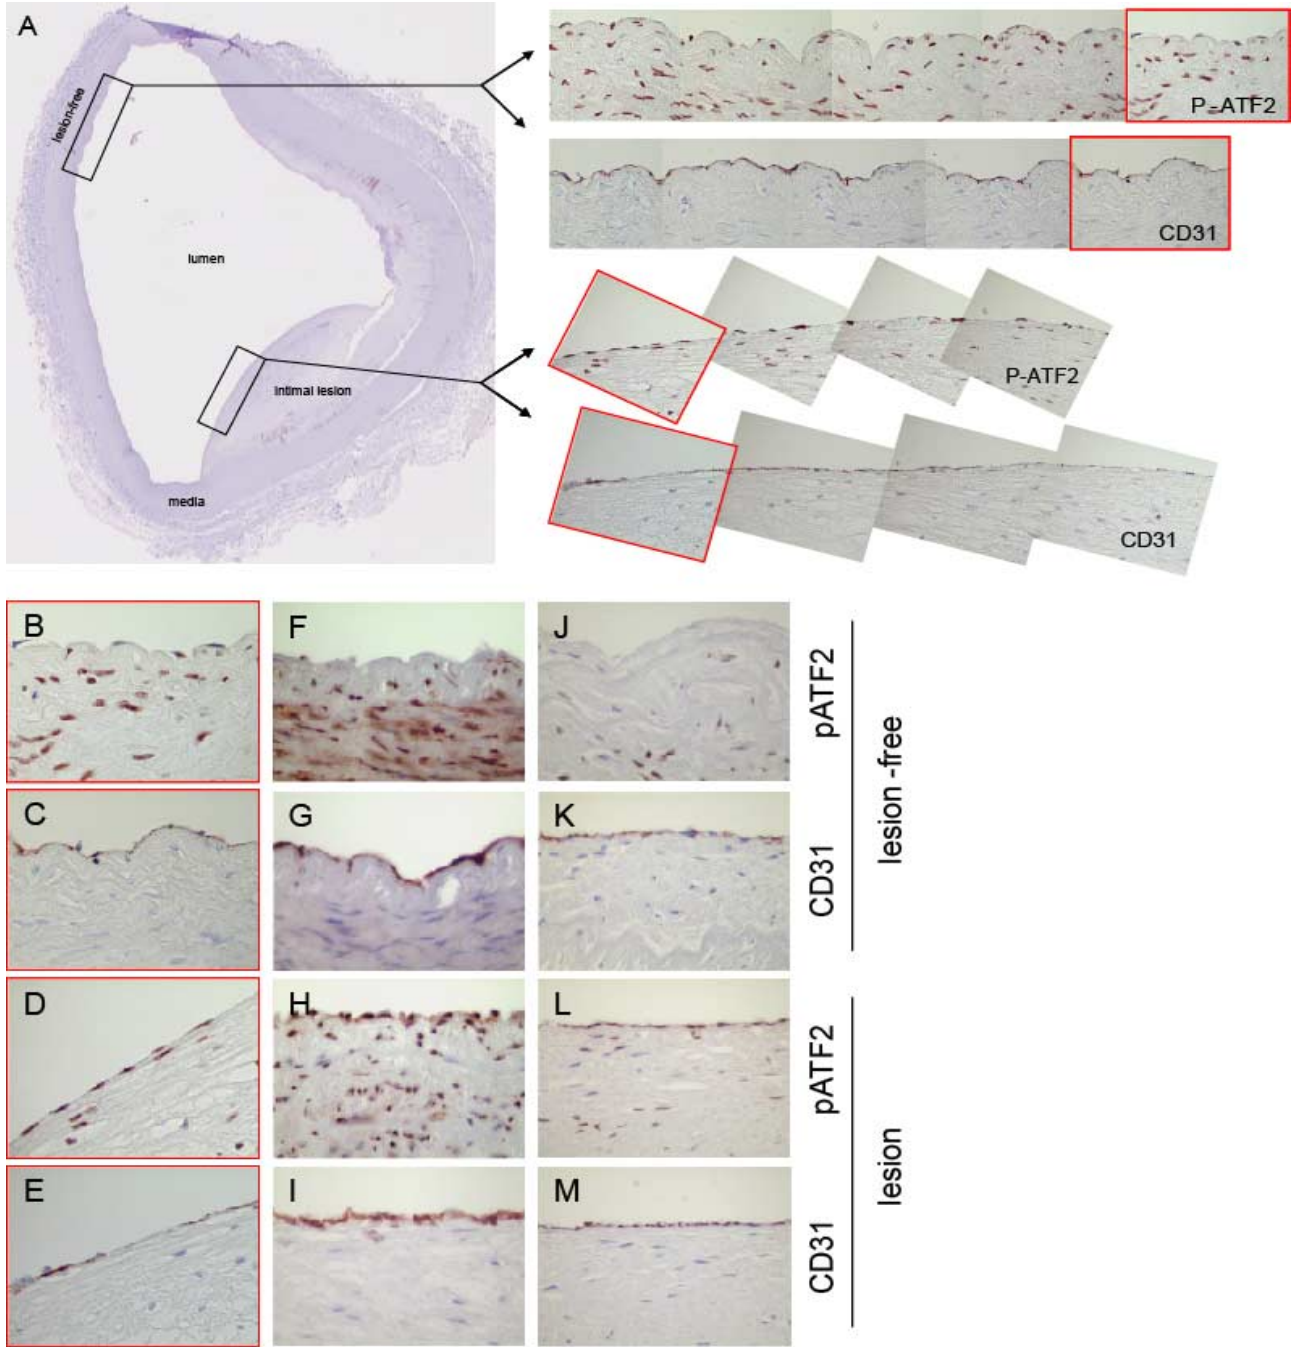 A
lesion-free
P-ATF2
CD31
lumen
intimal lesion
P-ATF2
media
CD31
B
F
J
pATF2
C
G
K
CD31
lesion -free
D
H
L
pATF2
E
I
M
CD31
lesion